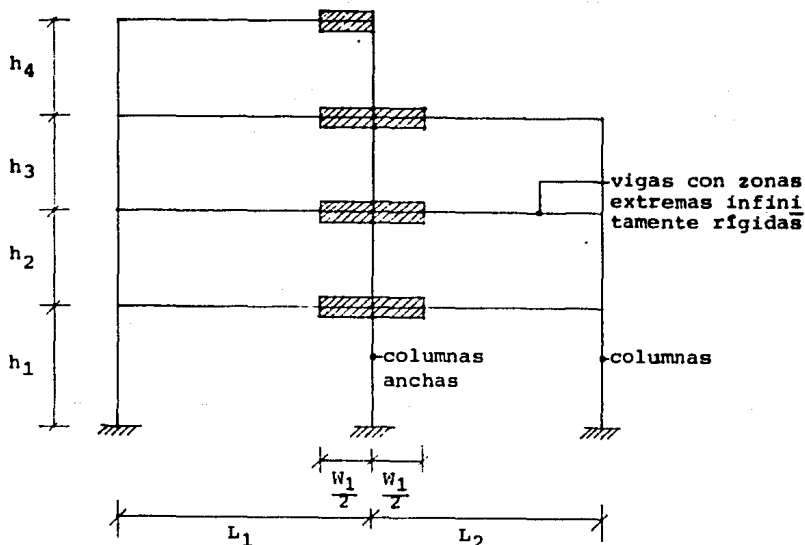 h4
h3
h2
h1
vigas con zonas
extremas infini
tamente rígidas
columnas
anchas
columnas
W1
2
W1
2
L1
L2